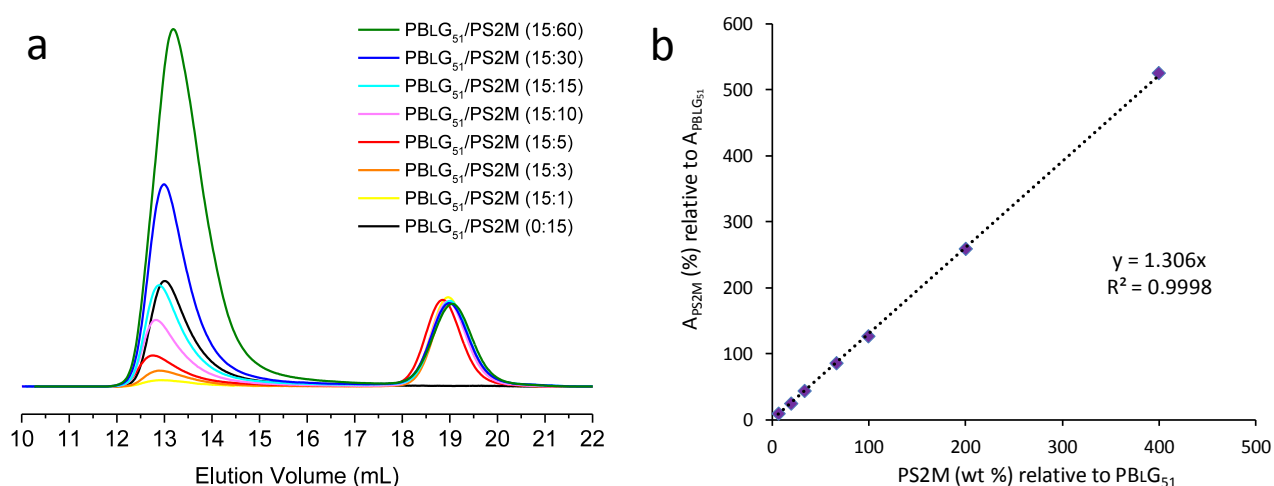 a
PBLG51/PS2M (15:60)
PBLG51/PS2M (15:30)
PBLG51/PS2M (15:15)
PBLG51/PS2M (15:10)
PBLG51/PS2M (15:5)
PBLG51/PS2M (15:3)
PBLG51/PS2M (15:1)
PBLG51/PS2M (0:15)
10 11 12 13 14 15 16 17 18 19 20 21 22
Elution Volume (mL)
b
APS2M (%) relative to APBLG51
600
500
400
300
200
100
0
y = 1.306x
R² = 0.9998
0 100 200 300 400 500
PS2M (wt %) relative to PBLG51